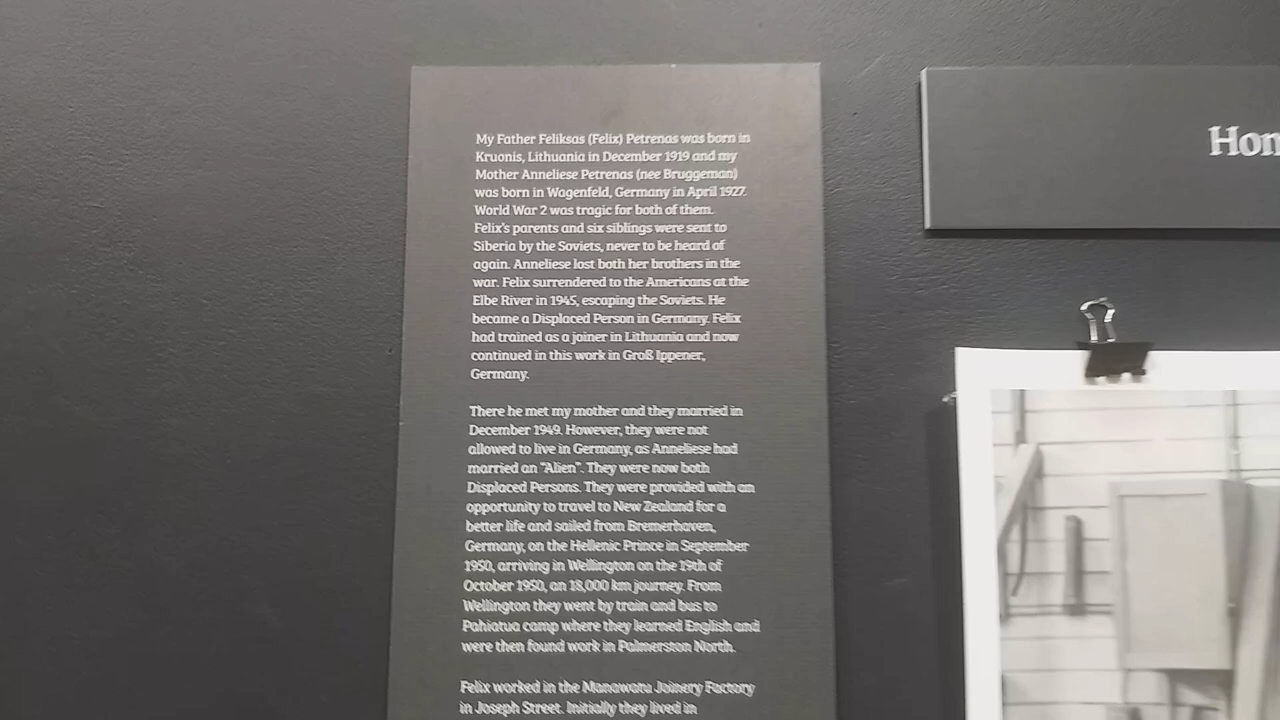 My Father Feliksas (Felix) Petrenas was born in
Kruonis, Lithuania in December 1919 and my
Mother Anneliese Petrenas (nee Bruggeman)
was born in Wagenfeld, Germany in April 1927.
World War 2 was tragic for both of them.
Felix's parents and six siblings were sent to
Siberia by the Soviets, never to be heard of
again. Anneliese lost both her brothers in the
war. Felix surrendered to the Americans at the
Elbe River in 1945, escaping the Soviets. He
became a Displaced Person in Germany. Felix
had trained as a joiner in Lithuania and now
continued in this work in Groß Ippener,
Germany.
There he met my mother and they married in
December 1949. However, they were not
allowed to live in Germany, as Anneliese had
married an "Alien". They were now both
Displaced Persons. They were provided with an
opportunity to travel to New Zealand for a
better life and sailed from Bremerhaven,
Germany, on the Hellenic Prince in September
1950, arriving in Wellington on the 19th of
October 1950, an 18,000 km journey. From
Wellington they went by train and bus to
Pahiatua camp where they learned English and
were then found work in Palmerston North.
Felix worked in the Manawatu Joinery Factory
in Joseph Street. Initially they lived in